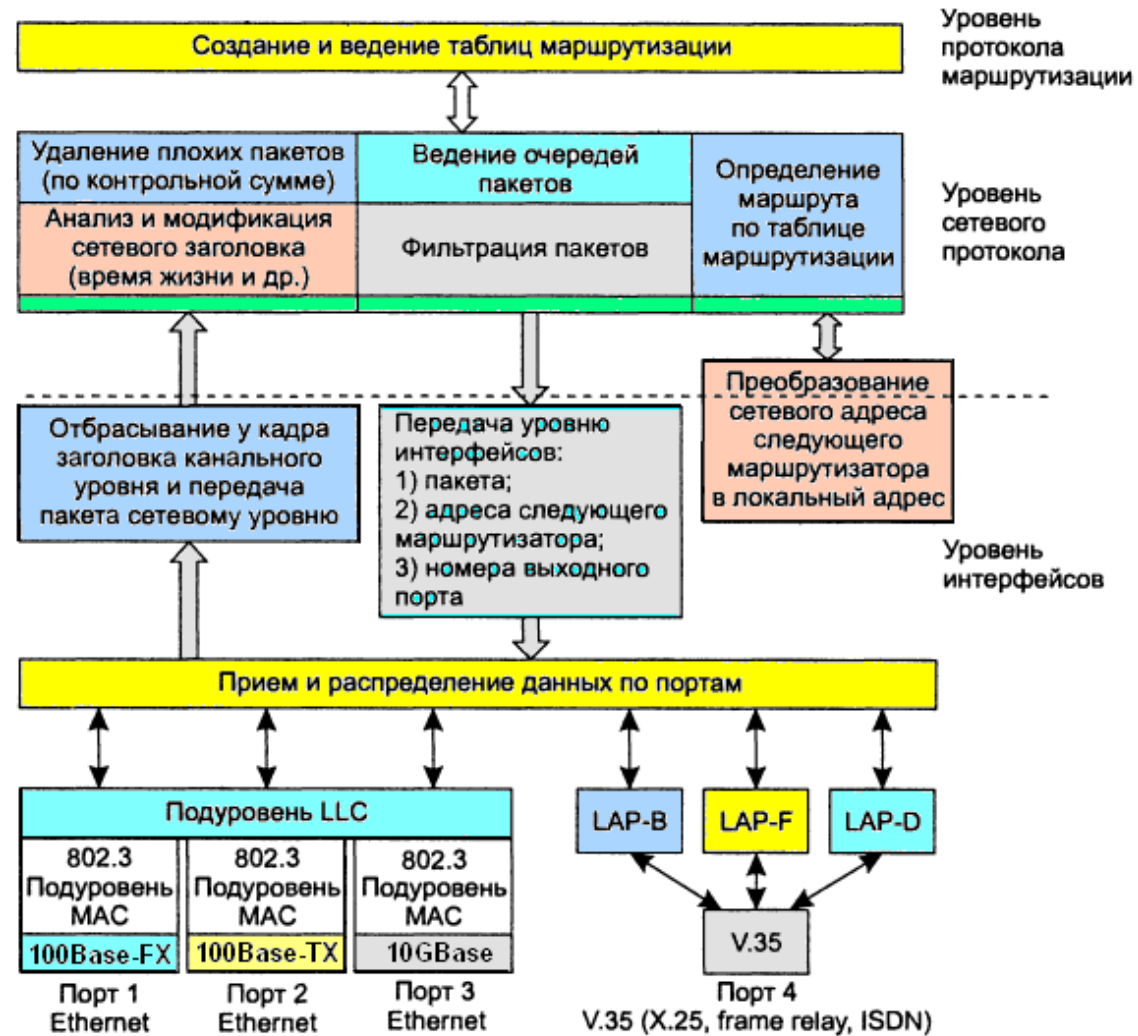 Создание и ведение таблиц маршрутизации
Уровень
протокола
маршрутизации
Удаление плохих пакетов
(по контрольной сумме)
Ведение очередей
пакетов
Определение
маршрута
по таблице
маршрутизации
Анализ и модификация
сетевого заголовка
(время жизни и др.)
Фильтрация пакетов
Уровень
сетевого
протокола
Преобразование
сетевого адреса
следующего
маршрутизатора
в локальный адрес
Отбрасывание у кадра
заголовка канального
уровня и передача
пакета сетевому уровню
Передача уровню
интерфейсов:
1) пакета;
2) адреса следующего
маршрутизатора;
3) номера выходного
порта
Уровень
интерфейсов
Прием и распределение данных по портам
Подуровень LLC
802.3
Подуровень
MAC
100Base-FX
802.3
Подуровень
MAC
100Base-TX
802.3
Подуровень
MAC
10GBase
LAP-B
LAP-F
LAP-D
V.35
Порт 1
Ethernet
Порт 2
Ethernet
Порт 3
Ethernet
Порт 4
V.35 (X.25, frame relay, ISDN)